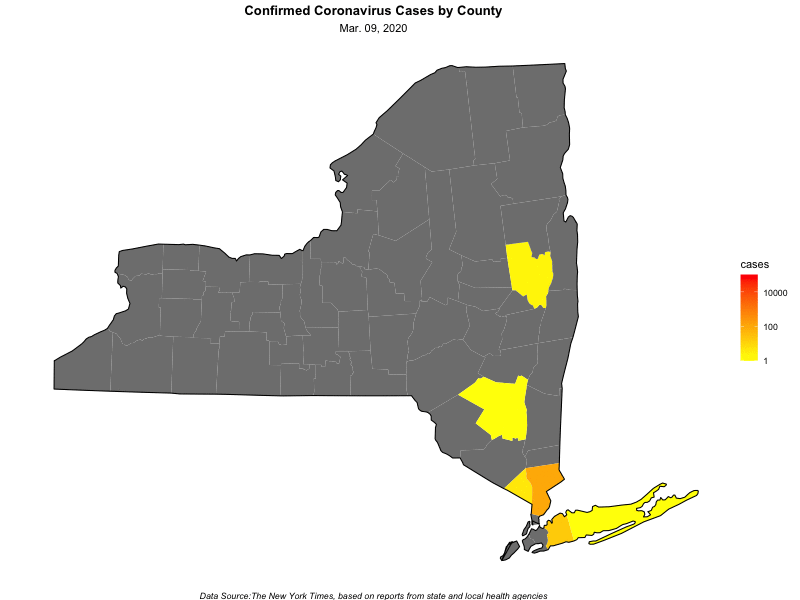 Confirmed Coronavirus Cases by County
Mar. 09, 2020
cases
10000
100
1
Data Source:The New York Times, based on reports from state and local health agencies